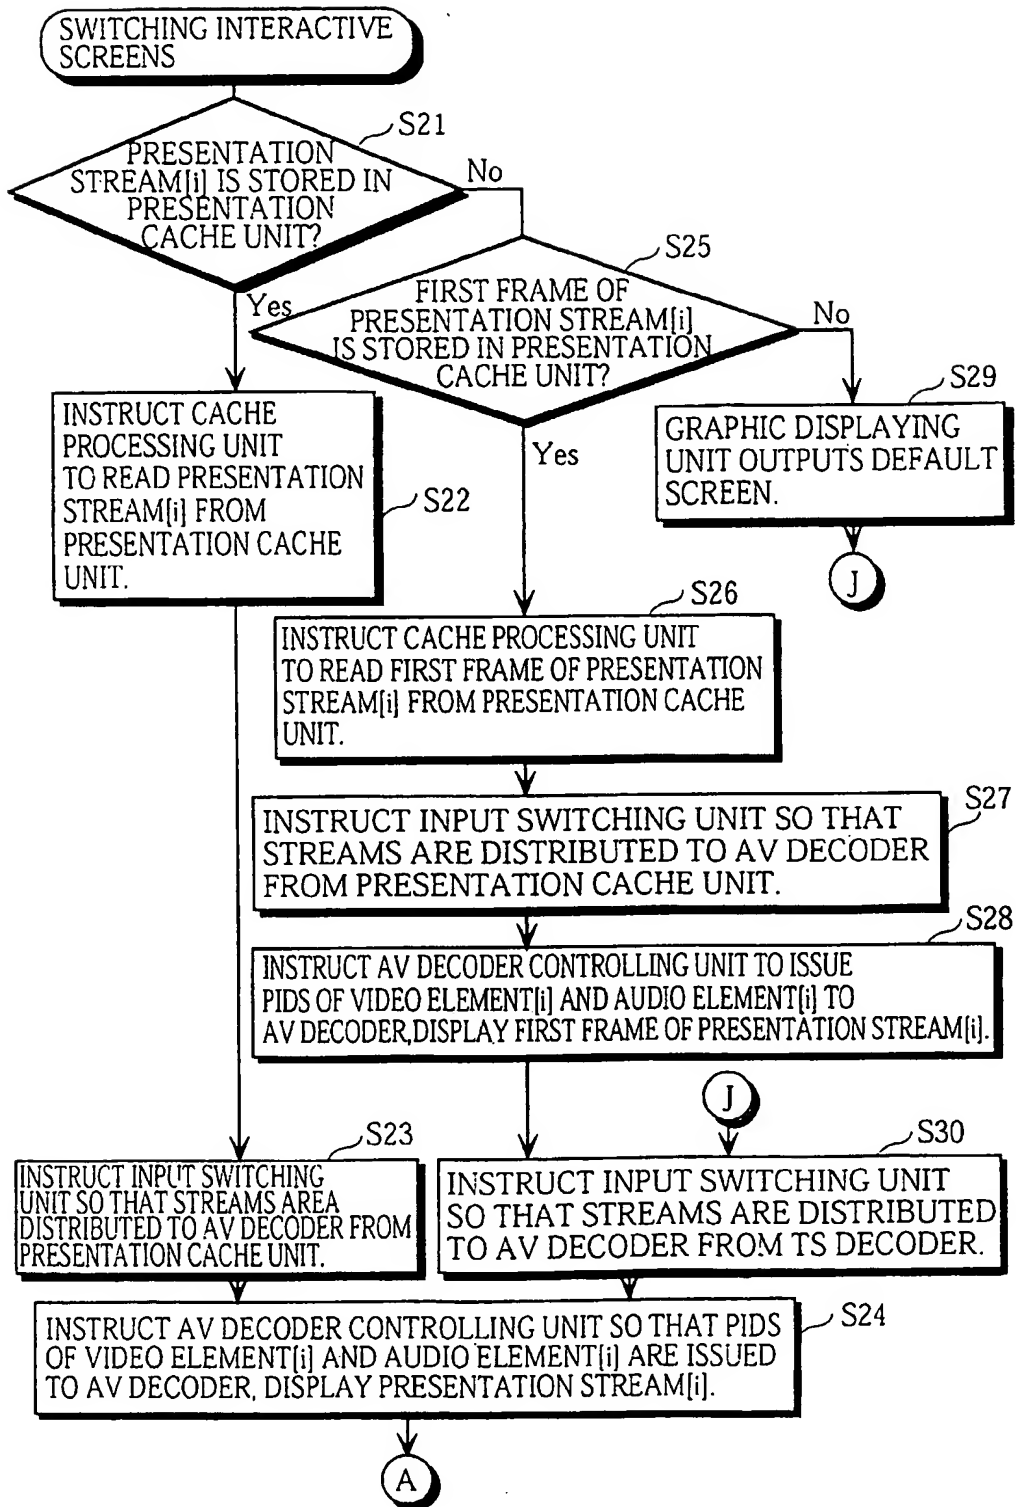 SWITCHING INTERACTIVE
SCREENS
S21
PRESENTATION
STREAM[i] IS STORED IN
PRESENTATION
CACHE UNIT?
No
Yes
S25
FIRST FRAME OF
PRESENTATION STREAM[i]
IS STORED IN PRESENTATION
CACHE UNIT?
No
Yes
S29
GRAPHIC DISPLAYING
UNIT OUTPUTS DEFAULT
SCREEN.
J
INSTRUCT CACHE
PROCESSING UNIT
TO READ PRESENTATION
STREAM[i] FROM
PRESENTATION CACHE
UNIT.
S22
S26
INSTRUCT CACHE PROCESSING UNIT
TO READ FIRST FRAME OF PRESENTATION
STREAM[i] FROM PRESENTATION CACHE
UNIT.
S27
INSTRUCT INPUT SWITCHING UNIT SO THAT
STREAMS ARE DISTRIBUTED TO AV DECODER
FROM PRESENTATION CACHE UNIT.
S28
INSTRUCT AV DECODER CONTROLLING UNIT TO ISSUE
PIDS OF VIDEO ELEMENT[i] AND AUDIO ELEMENT[i] TO
AV DECODER,DISPLAY FIRST FRAME OF PRESENTATION STREAM[i].
J
S23
INSTRUCT INPUT SWITCHING
UNIT SO THAT STREAMS AREA
DISTRIBUTED TO AV DECODER FROM
PRESENTATION CACHE UNIT.
S30
INSTRUCT INPUT SWITCHING UNIT
SO THAT STREAMS ARE DISTRIBUTED
TO AV DECODER FROM TS DECODER.
S24
INSTRUCT AV DECODER CONTROLLING UNIT SO THAT PIDS
OF VIDEO ELEMENT[i] AND AUDIO ELEMENT[i] ARE ISSUED
TO AV DECODER, DISPLAY PRESENTATION STREAM[i].
A